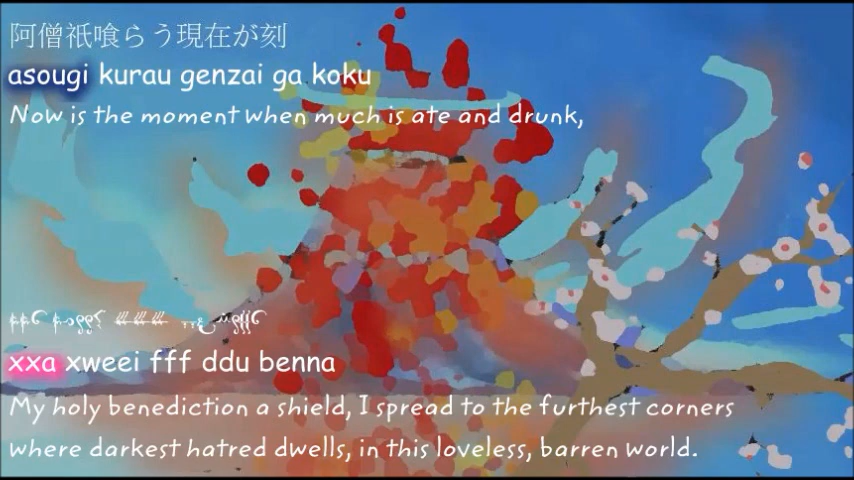 阿僧祇喰らう現在が刻
asougi kurau genzai ga koku
Now is the moment when much is ate and drunk,
xxa xweei fff ddu benna
My holy benediction a shield, I spread to the furthest corners
where darkest hatred dwells, in this loveless, barren world.